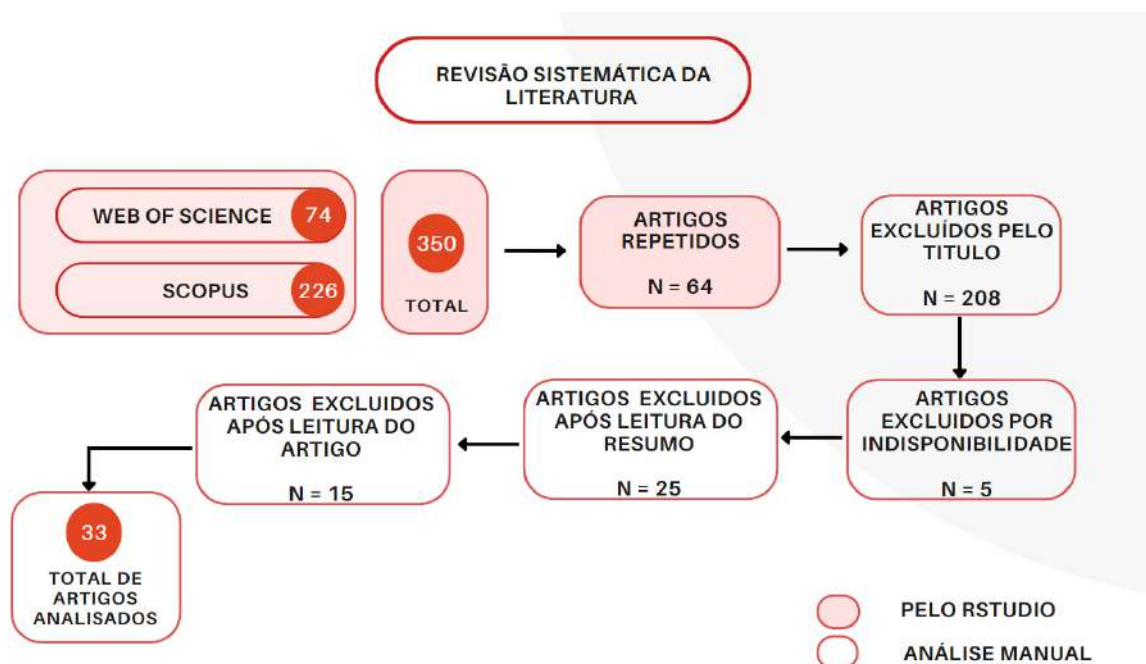 REVISÃO SISTEMÁTICA DA
LITERATURA
WEB OF SCIENCE 74
SCOPUS 226
350
TOTAL
ARTIGOS
REPETIDOS
N = 64
ARTIGOS
EXCLUÍDOS PELO
TITULO
N = 208
ARTIGOS
EXCLUIDOS POR
INDISPONIBILIDADE
N = 5
ARTIGOS EXCLUIDOS
APÓS LEITURA DO
RESUMO
N = 25
ARTIGOS EXCLUIDOS
APÓS LEITURA DO
ARTIGO
N = 15
33
TOTAL DE
ARTIGOS
ANALISADOS
PELO RSTUDIO
ANÁLISE MANUAL